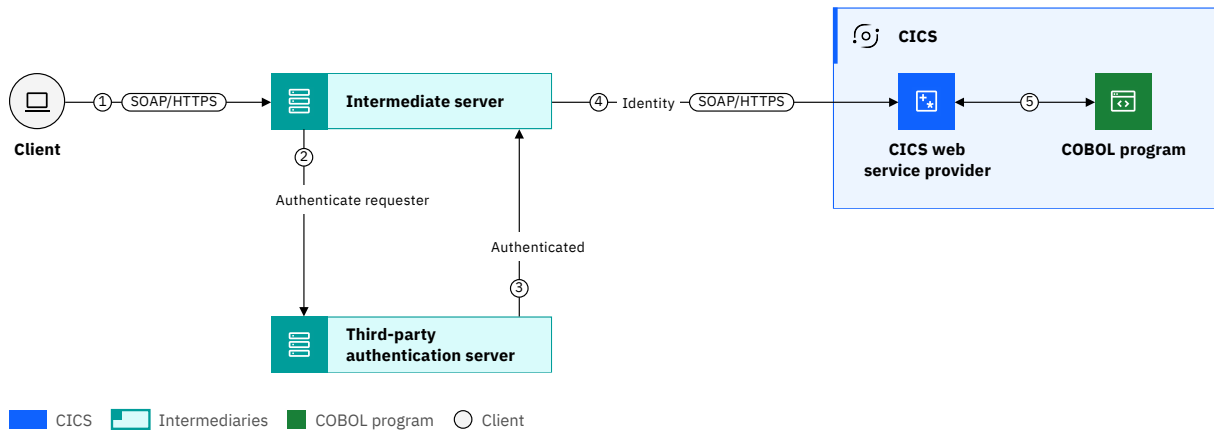 CICS
1
SOAP/HTTPS
Intermediate server
4
Identity
SOAP/HTTPS
5
Client
CICS web
service provider
COBOL program
2
Authenticate requester
Authenticated
3
Third-party
authentication server
CICS
Intermediaries
COBOL program
Client